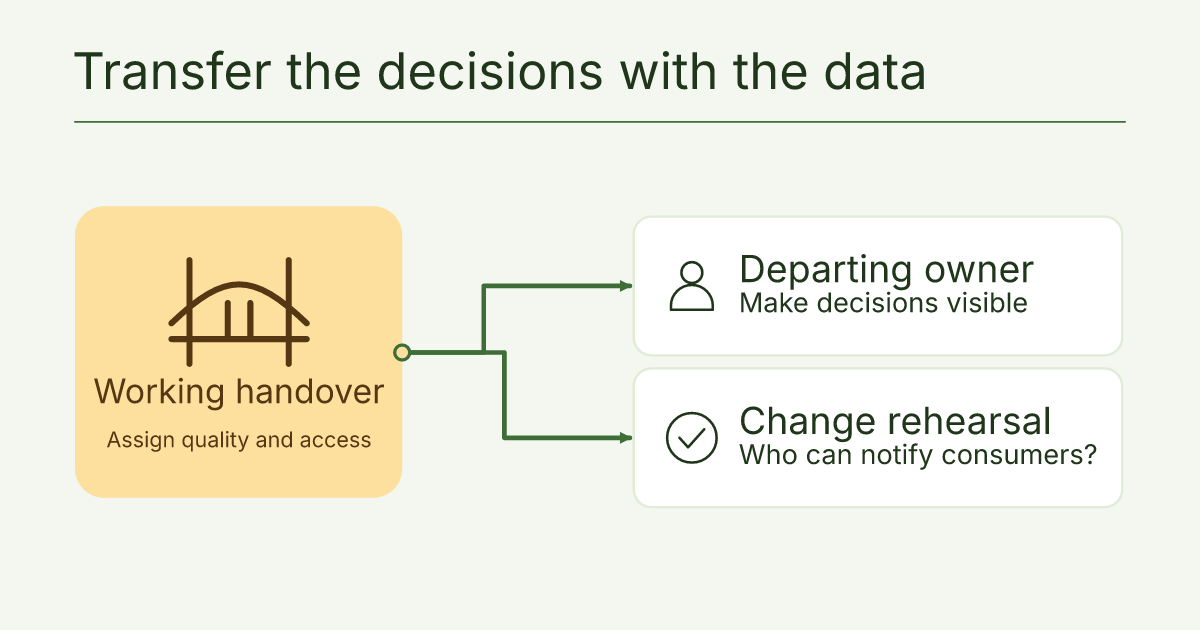 Transfer the decisions with the data
Working handover
Assign quality and access
Departing owner
Make decisions visible
Change rehearsal
Who can notify consumers?